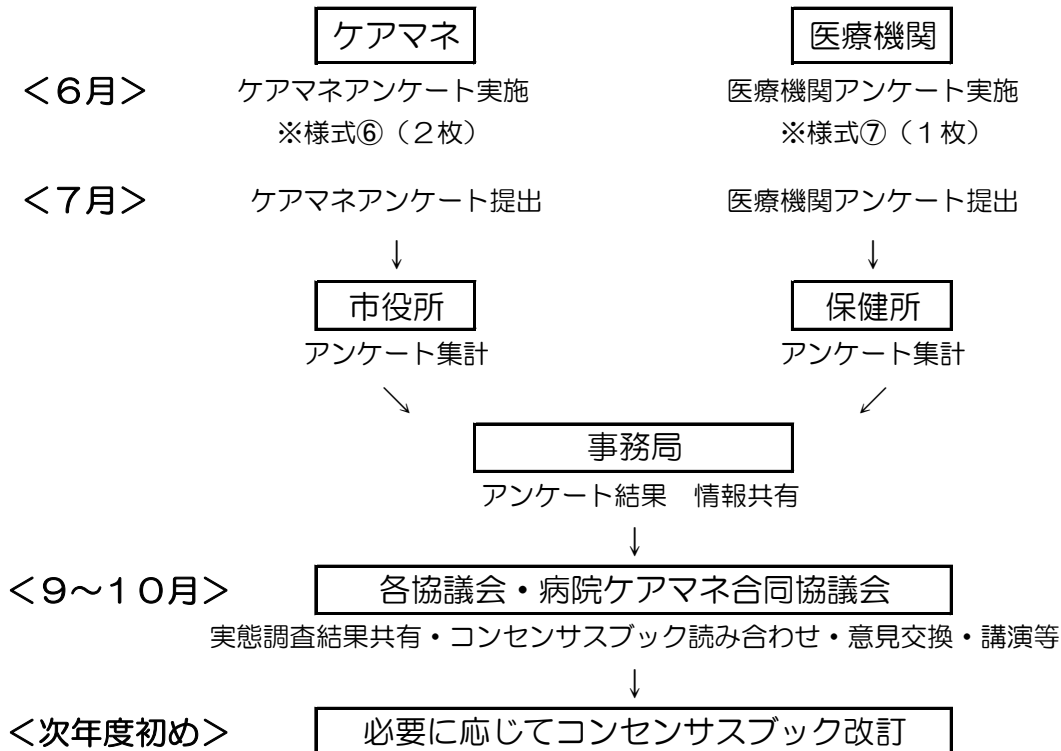 ケアマネ 医療機関
＜６月＞ ケアマネアンケート実施 医療機関アンケート実施
※様式⑥（２枚） ※様式⑦（１枚）
＜７月＞ ケアマネアンケート提出 医療機関アンケート提出
↓ ↓
市役所 保健所
アンケート集計 アンケート集計
↘ ↙
事務局
アンケート結果　情報共有
↓
＜９～１０月＞ 各協議会・病院ケアマネ合同協議会
実態調査結果共有・コンセンサスブック読み合わせ・意見交換・講演等
↓
＜次年度初め＞ 必要に応じてコンセンサスブック改訂